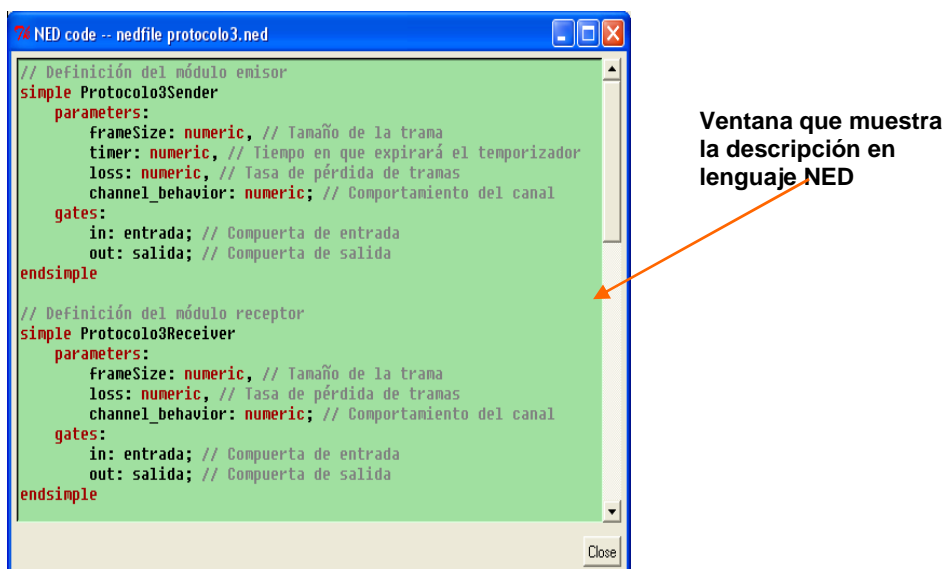 NED code -- nedfile protocolo3.ned
// Definición del módulo emisor
simple Protocolo3Sender
parameters:
frameSize: numeric, // Tamaño de la trama
timer: numeric, // Tiempo en que expirará el temporizador
loss: numeric, // Tasa de pérdida de tramas
channel_behavior: numeric; // Comportamiento del canal
gates:
in: entrada; // Compuerta de entrada
out: salida; // Compuerta de salida
endsimple
// Definición del módulo receptor
simple Protocolo3Receiver
parameters:
frameSize: numeric, // Tamaño de la trama
loss: numeric, // Tasa de pérdida de tramas
channel_behavior: numeric; // Comportamiento del canal
gates:
in: entrada; // Compuerta de entrada
out: salida; // Compuerta de salida
endsimple
Close
Ventana que muestra
la descripción en
lenguaje NED